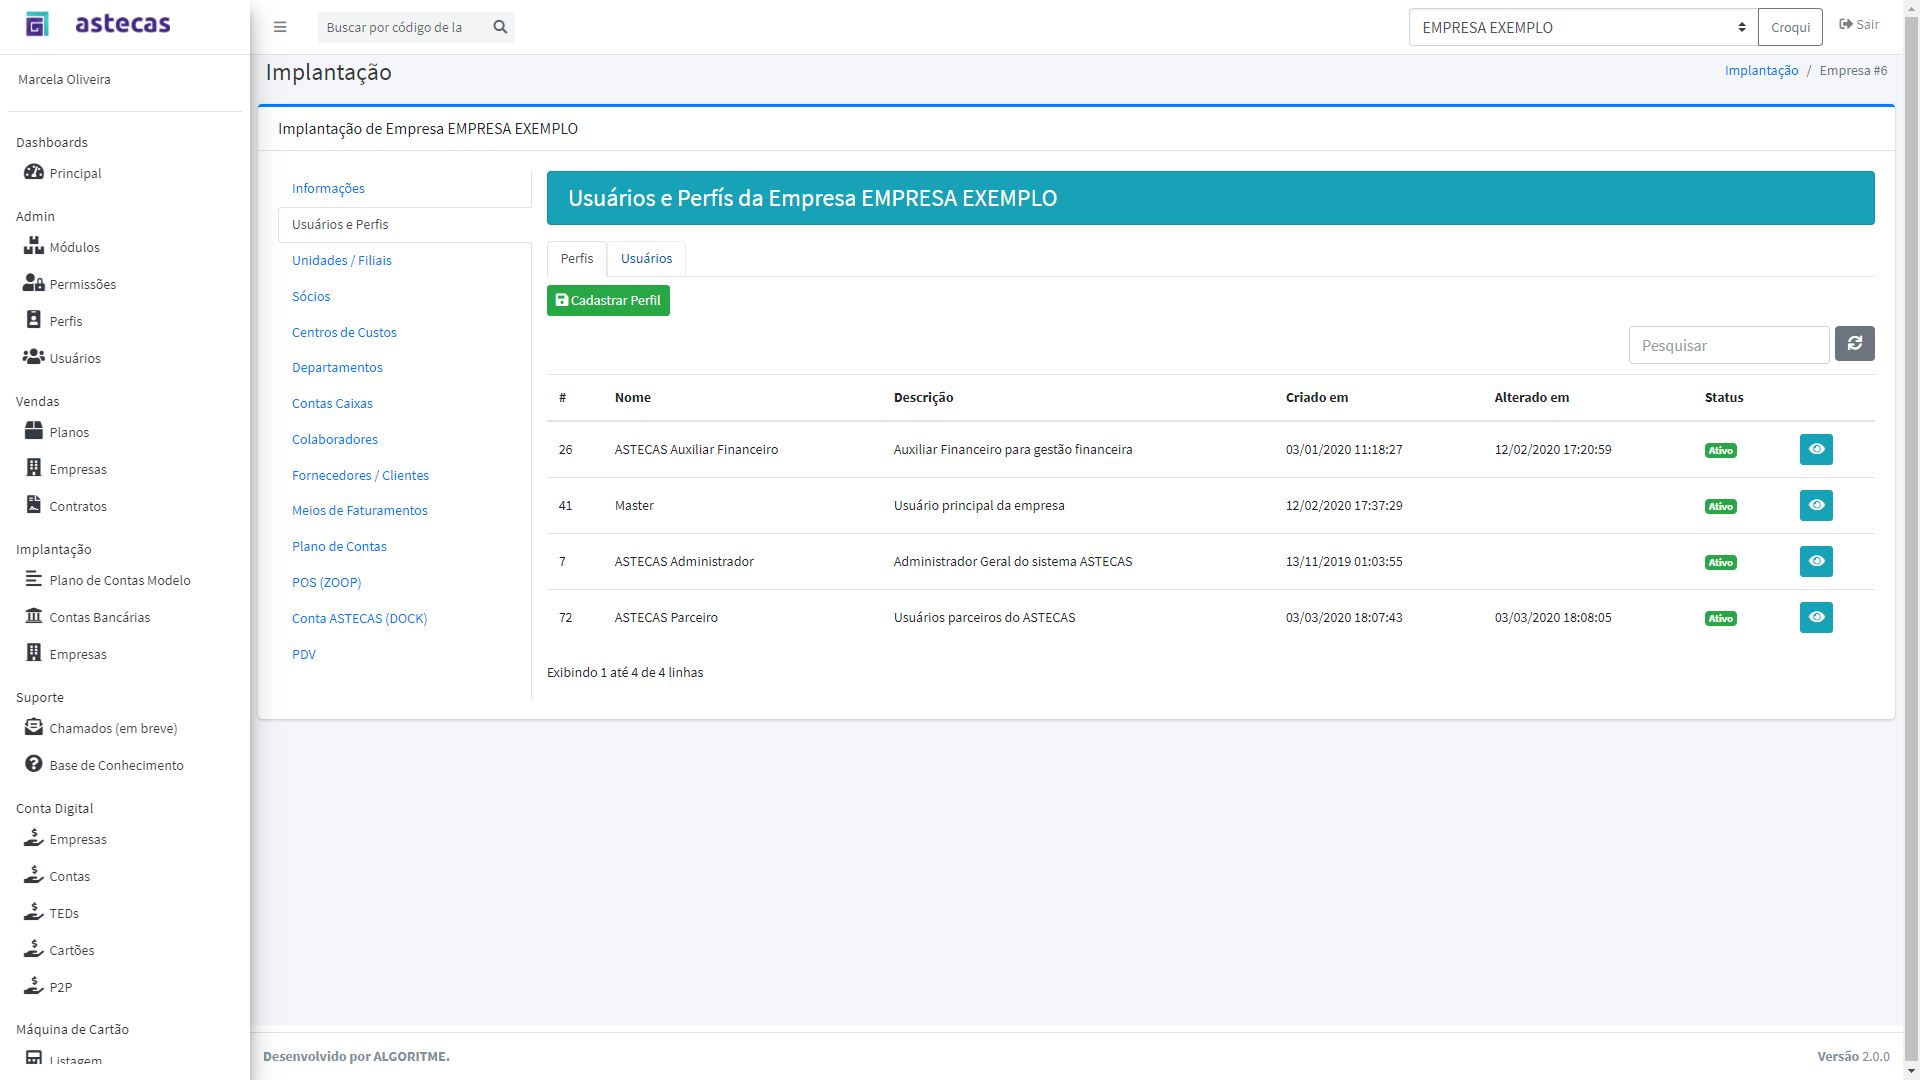 astecas
Buscar por código de la
EMPRESA EXEMPLO
Croqui
Sair
Marcela Oliveira
Dashboards
Principal
Admin
Módulos
Permissões
Perfis
Usuários
Vendas
Planos
Empresas
Contratos
Implantação
Plano de Contas Modelo
Contas Bancárias
Empresas
Suporte
Chamados (em breve)
Base de Conhecimento
Conta Digital
Empresas
Contas
TEDs
Cartões
P2P
Máquina de Cartão
Listagem
Implantação
Implantação / Empresa #6
Implantação de Empresa EMPRESA EXEMPLO
Informações
Usuários e Perfis
Unidades / Filiais
Sócios
Centros de Custos
Departamentos
Contas Caixas
Colaboradores
Fornecedores / Clientes
Meios de Faturamentos
Plano de Contas
POS (ZOOP)
Conta ASTECAS (DOCK)
PDV
Usuários e Perfís da Empresa EMPRESA EXEMPLO
Perfis Usuários
Cadastrar Perfil
Pesquisar
# Nome Descrição Criado em Alterado em Status
26 ASTECAS Auxiliar Financeiro Auxiliar Financeiro para gestão financeira 03/01/2020 11:18:27 12/02/2020 17:20:59 Ativo
41 Master Usuário principal da empresa 12/02/2020 17:37:29 Ativo
7 ASTECAS Administrador Administrador Geral do sistema ASTECAS 13/11/2019 01:03:55 Ativo
72 ASTECAS Parceiro Usuários parceiros do ASTECAS 03/03/2020 18:07:43 03/03/2020 18:08:05 Ativo
Exibindo 1 até 4 de 4 linhas
Desenvolvido por ALGORITME.
Versão 2.0.0